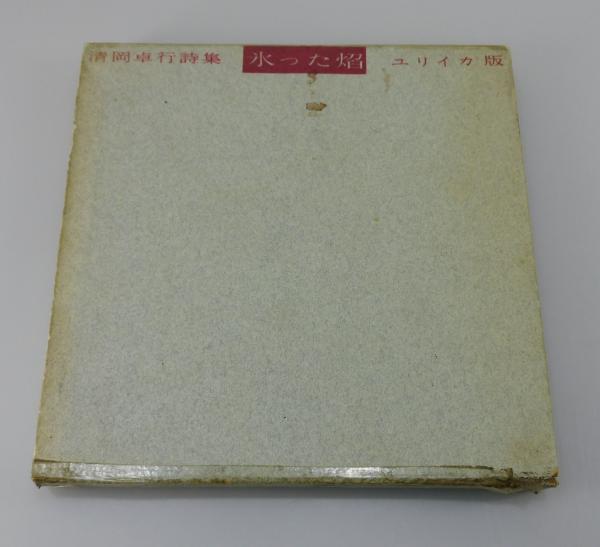 清岡卓行詩集 氷った焔 ユリイカ版